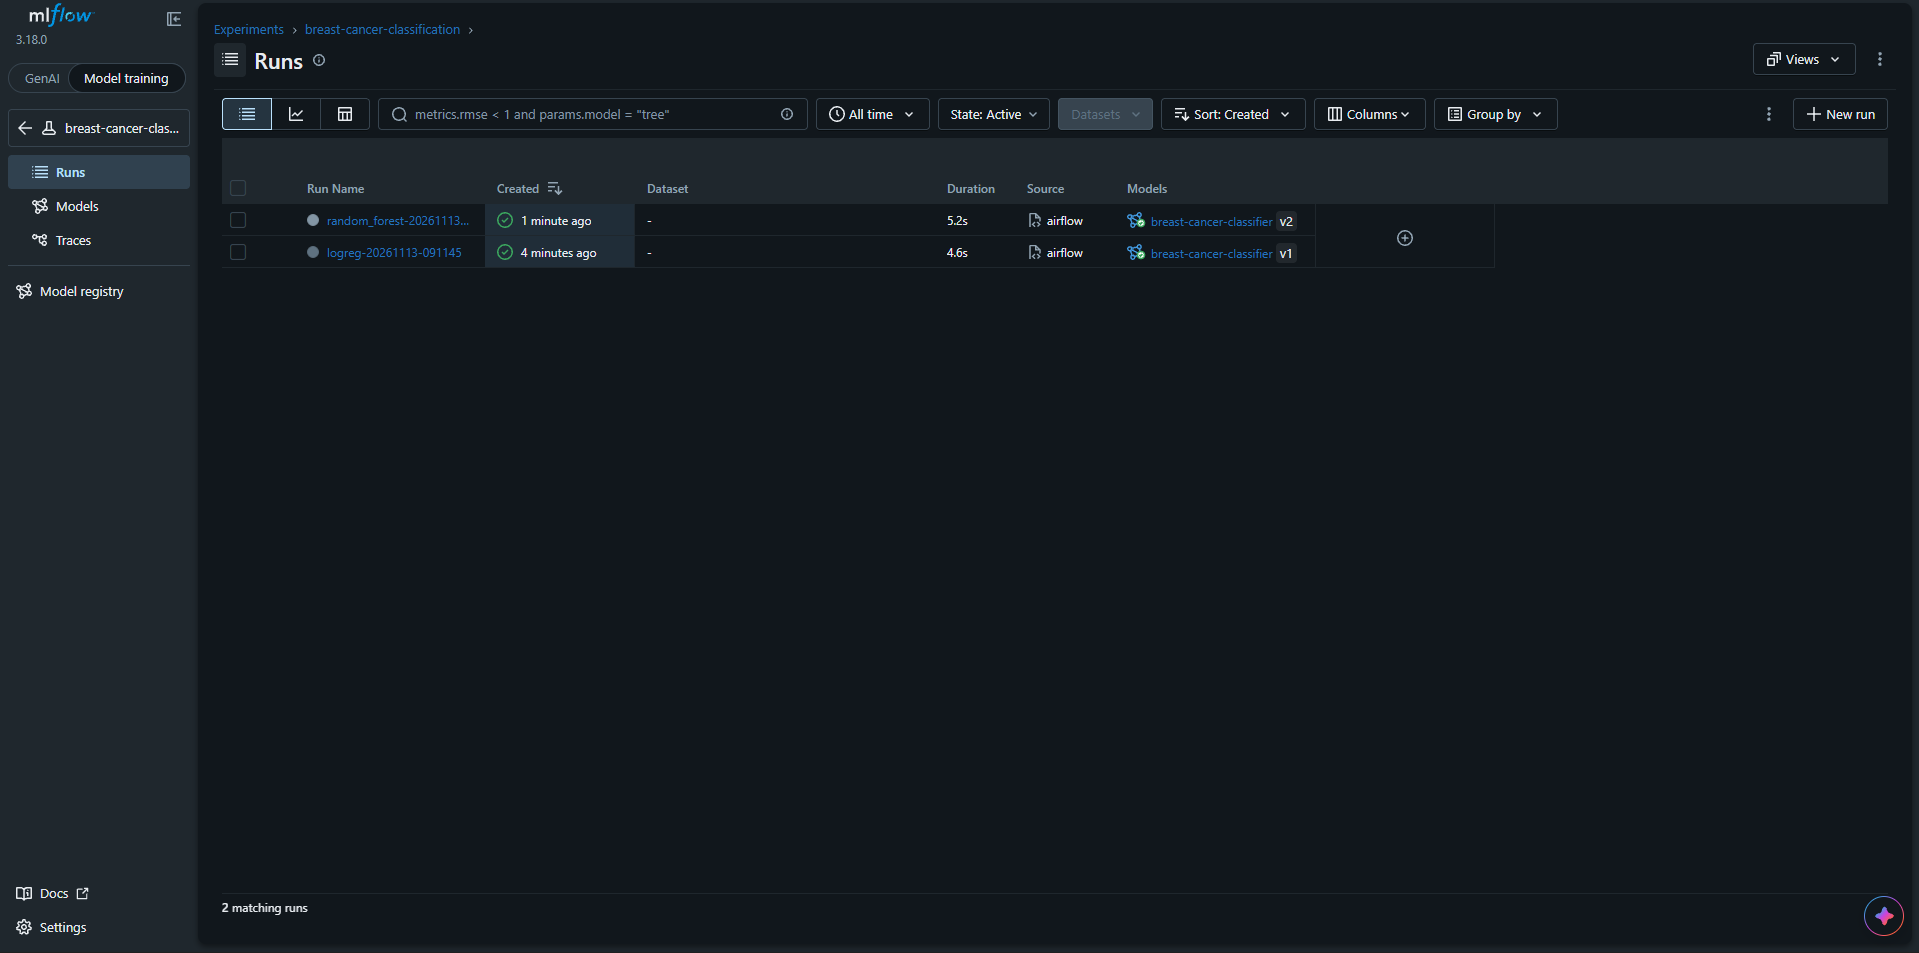 mlflow
3.18.0
GenAI Model training
breast-cancer-clas...
Runs
Models
Traces
Model registry
Docs
Settings
Experiments › breast-cancer-classification ›
Runs
Views
metrics.rmse < 1 and params.model = "tree"
All time
State: Active
Datasets
Sort: Created
Columns
Group by
New run
Run Name Created Dataset Duration Source Models
random_forest-20261113... 1 minute ago - 5.2s airflow breast-cancer-classifier v2
logreg-20261113-091145 4 minutes ago - 4.6s airflow breast-cancer-classifier v1
2 matching runs